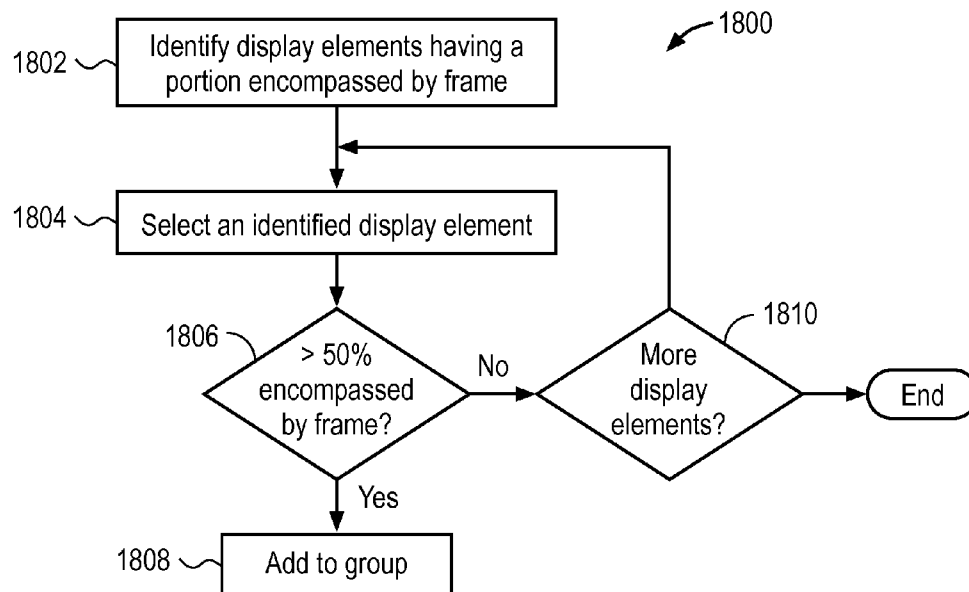 1800
1802
Identify display elements having a
portion encompassed by frame
1804
Select an identified display element
1806
> 50%
encompassed
by frame?
No
1810
More
display
elements?
End
Yes
1808
Add to group